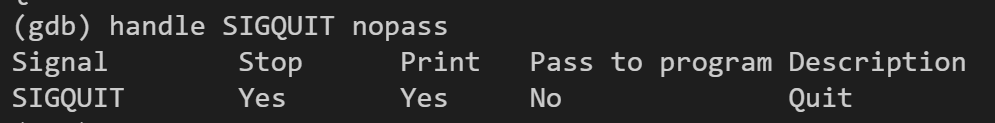 (gdb) handle SIGQUIT nopass
Signal        Stop      Print   Pass to program Description
SIGQUIT       Yes       Yes     No              Quit